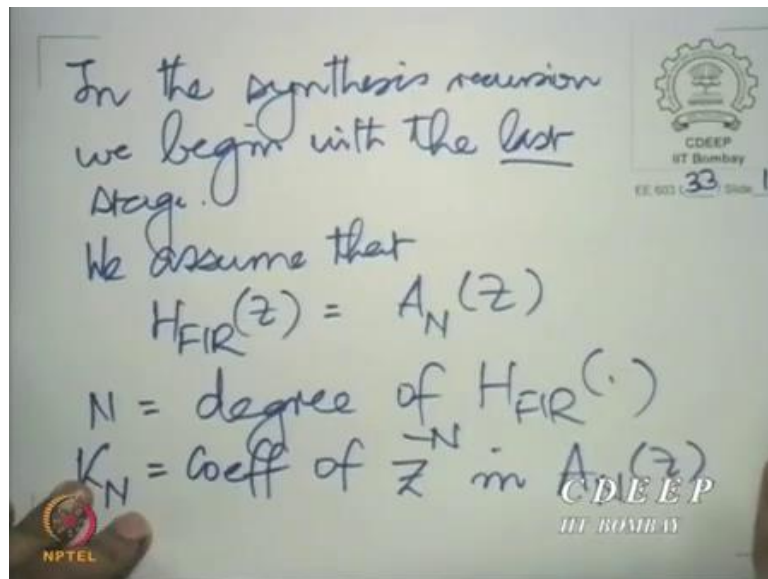 In the synthesis recursion
we begin with the last
stage.
We assume that
H_FIR(Z) = A_N(Z)
N = degree of H_FIR(·)
K_N = Coeff of Z^-N in A_N(Z)
CDEEP
IIT Bombay
EE 603 L 33 / Slide 1
CDEEP
IIT BOMBAY
NPTEL